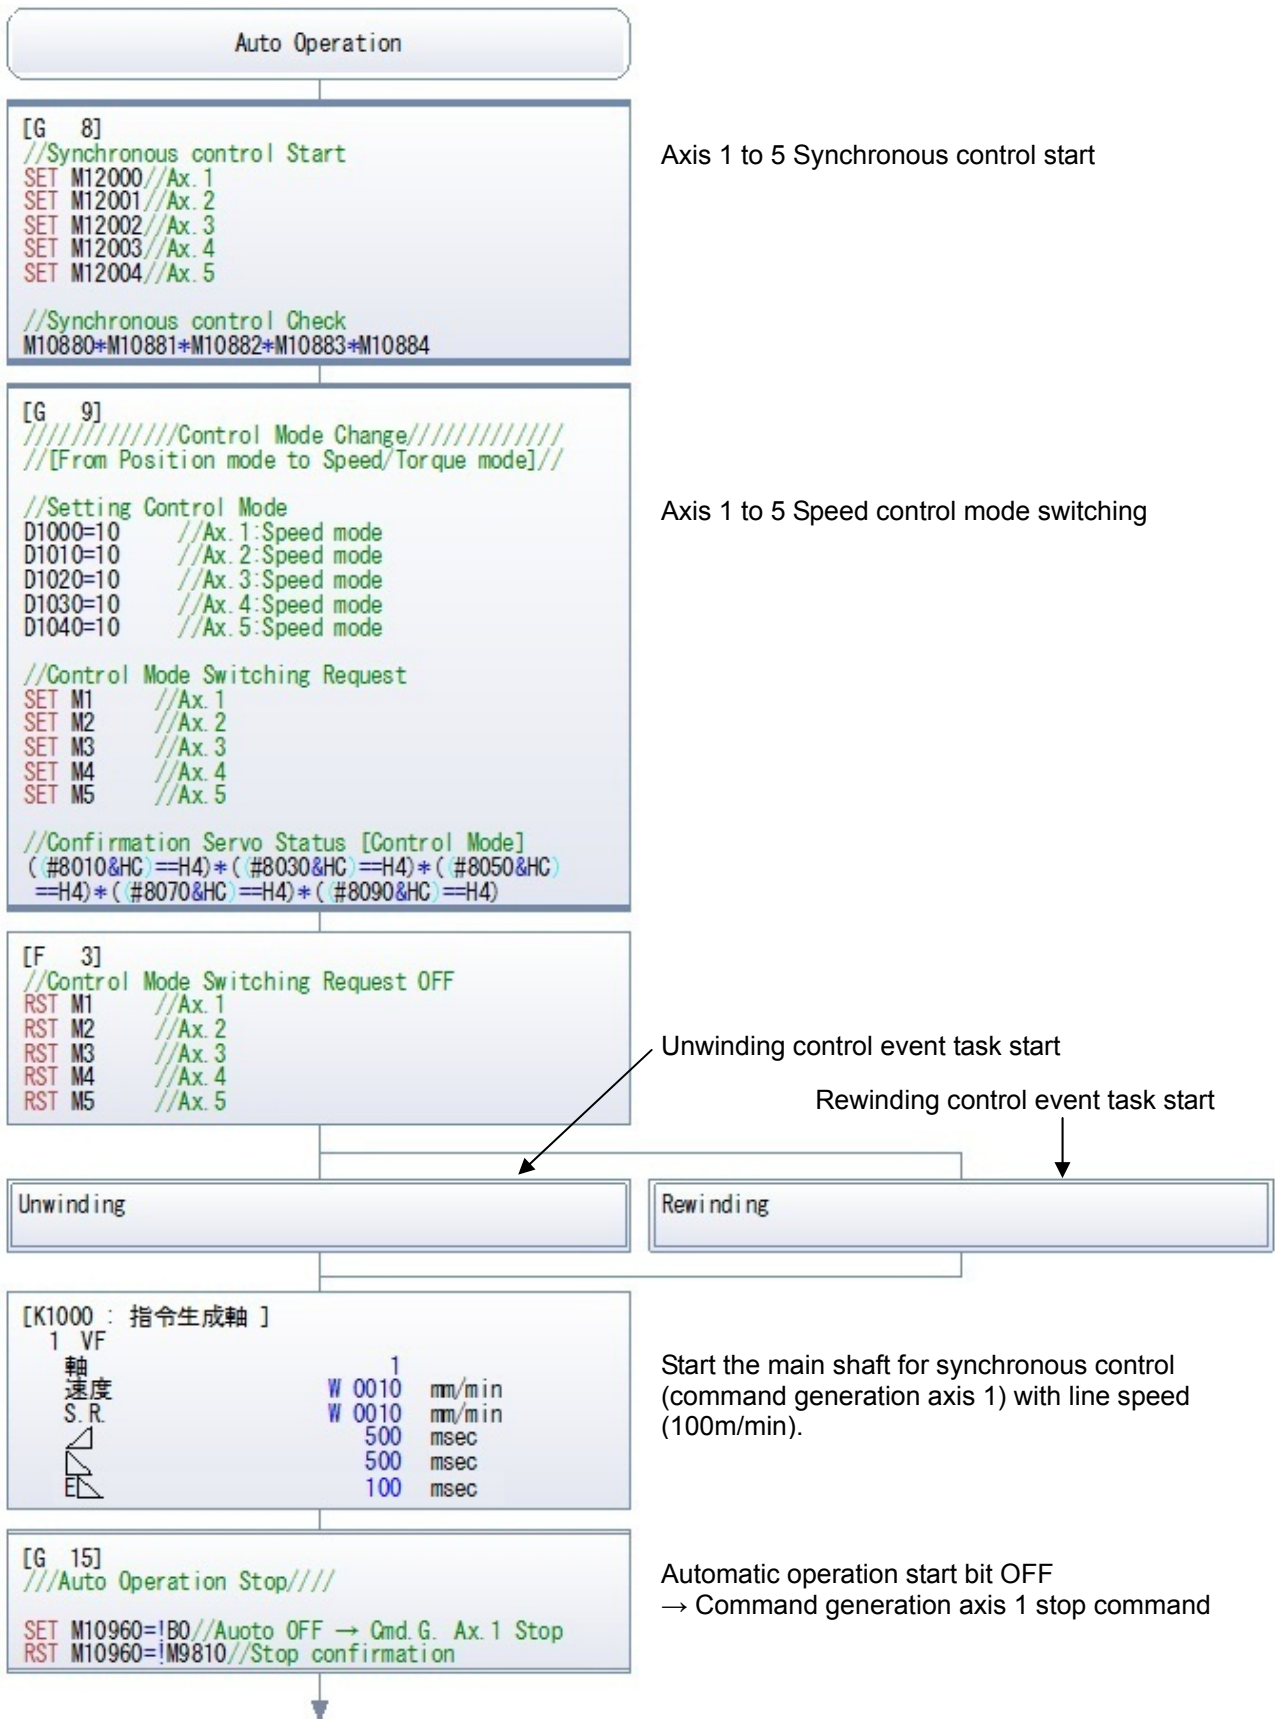 Auto Operation
[G   8]
//Synchronous control Start
SET M12000//Ax.1
SET M12001//Ax.2
SET M12002//Ax.3
SET M12003//Ax.4
SET M12004//Ax.5
//Synchronous control Check
M10880*M10881*M10882*M10883*M10884
Axis 1 to 5 Synchronous control start
[G   9]
/////////////Control Mode Change/////////////
//[From Position mode to Speed/Torque mode]//
//Setting Control Mode
D1000=10 //Ax.1:Speed mode
D1010=10 //Ax.2:Speed mode
D1020=10 //Ax.3:Speed mode
D1030=10 //Ax.4:Speed mode
D1040=10 //Ax.5:Speed mode
//Control Mode Switching Request
SET M1 //Ax.1
SET M2 //Ax.2
SET M3 //Ax.3
SET M4 //Ax.4
SET M5 //Ax.5
//Confirmation Servo Status [Control Mode]
((#8010&HC)==H4)*((#8030&HC)==H4)*((#8050&HC)
==H4)*((#8070&HC)==H4)*((#8090&HC)==H4)
Axis 1 to 5 Speed control mode switching
[F   3]
//Control Mode Switching Request OFF
RST M1 //Ax.1
RST M2 //Ax.2
RST M3 //Ax.3
RST M4 //Ax.4
RST M5 //Ax.5
Unwinding control event task start
Rewinding control event task start
Unwinding
Rewinding
[K1000 : 指令生成軸 ]
1 VF
軸 1
速度 W 0010 mm/min
S.R. W 0010 mm/min
500 msec
500 msec
E 100 msec
Start the main shaft for synchronous control
(command generation axis 1) with line speed
(100m/min).
[G  15]
///Auto Operation Stop////
SET M10960=!B0//Auoto OFF → Cmd.G. Ax.1 Stop
RST M10960=!M9810//Stop confirmation
Automatic operation start bit OFF
→ Command generation axis 1 stop command